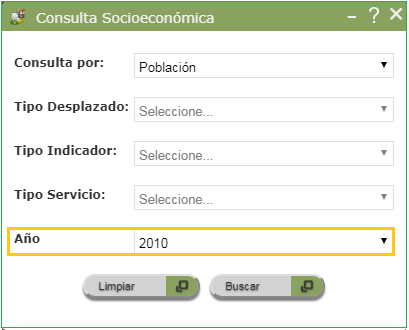 Consulta Socioeconómica – ? ×
Consulta por: Población
Tipo Desplazado: Seleccione...
Tipo Indicador: Seleccione...
Tipo Servicio: Seleccione...
Año 2010
Limpiar Buscar